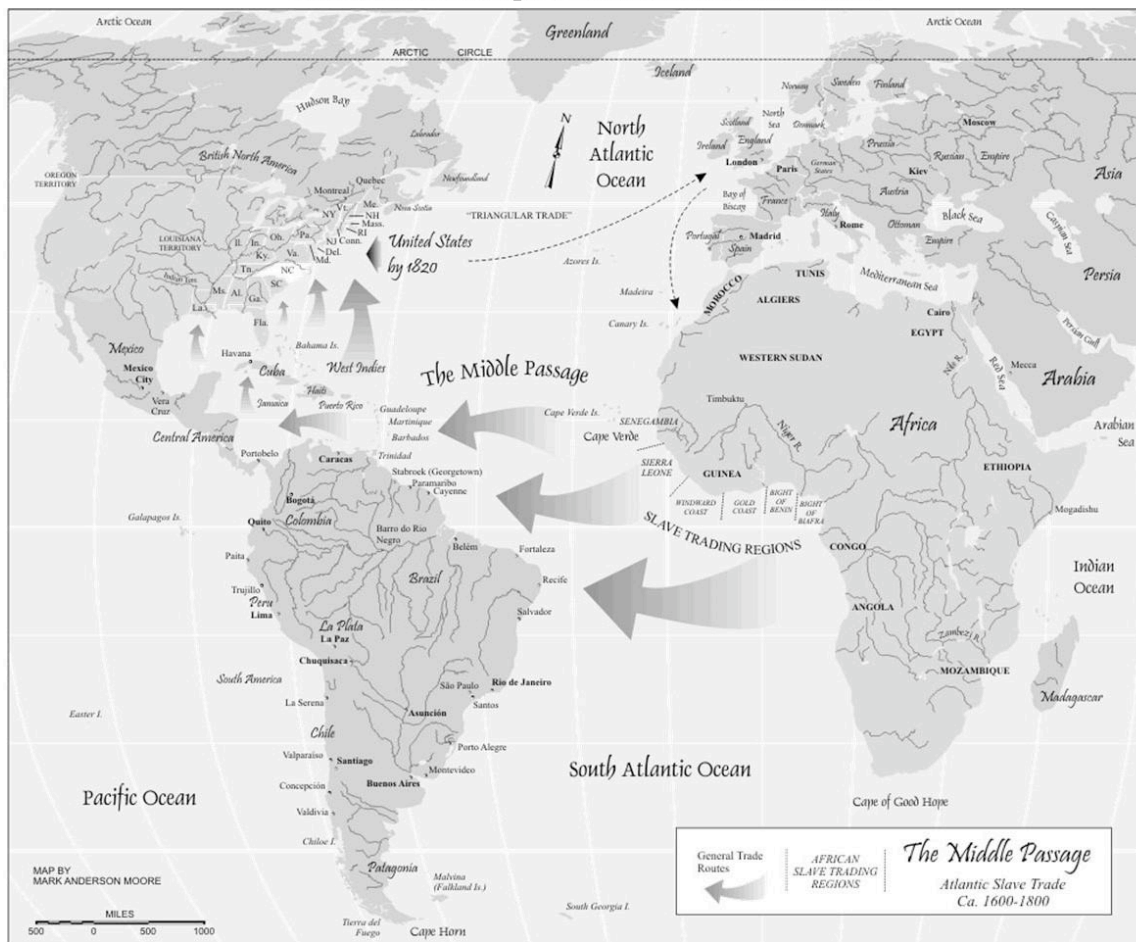 Arctic Ocean
Greenland
Arctic Ocean
ARCTIC CIRCLE
Iceland
Hudson Bay
Labrador
British North America
OREGON
TERRITORY
Newfoundland
Quebec
Montreal
Nova Scotia
Me.
Vt.
NH
NY
Mass.
RI
Conn.
Pa.
NJ
Del.
Md.
Oh.
In.
Il.
Ky.
Va.
LOUISIANA
TERRITORY
Indian Terr.
Tn.
NC
SC
Ms.
Al.
Ga.
La.
Fla.
United States
by 1820
"TRIANGULAR TRADE"
N
North
Atlantic
Ocean
Norway
Sweden
Finland
Scotland
North
Sea
Denmark
Ireland
England
London
Prussia
Moscow
Russian Empire
Paris
German
States
Kiev
Bay of
Biscay
France
Austria
Asia
Italy
Rome
Ottoman
Empire
Black Sea
Caspian Sea
Portugal
Madrid
Spain
Azores Is.
Madeira
Canary Is.
MOROCCO
TUNIS
ALGIERS
Mediterranean Sea
Persia
Cairo
EGYPT
Persian Gulf
Nile R.
Red Sea
Mecca
Arabia
Arabian
Sea
WESTERN SUDAN
Timbuktu
Niger R.
Africa
ETHIOPIA
Mogadishu
Mexico
Mexico
City
Vera
Cruz
Havana
Cuba
Bahama Is.
West Indies
Haiti
Jamaica
Puerto Rico
Guadeloupe
Martinique
Barbados
Trinidad
The Middle Passage
Cape Verde Is.
Cape Verde
SENEGAMBIA
SIERRA
LEONE
GUINEA
WINDWARD
COAST
GOLD
COAST
BIGHT
OF
BENIN
BIGHT
OF
BIAFRA
SLAVE TRADING REGIONS
Central America
Portobelo
Caracas
Stabroek (Georgetown)
Paramaribo
Cayenne
Bogotá
Colombia
Galapagos Is.
Quito
Barro do Rio
Negro
Belém
Fortaleza
Paita
Brazil
Recife
Trujillo
Peru
Lima
Salvador
La Plata
La Paz
Chuquisaca
CONGO
ANGOLA
Zambezi R.
MOZAMBIQUE
Madagascar
Indian
Ocean
South America
La Serena
São Paulo
Rio de Janeiro
Santos
Easter I.
Asunción
Chile
Porto Alegre
Valparaiso
Santiago
Montevideo
Buenos Aires
South Atlantic Ocean
Pacific Ocean
Concepción
Valdivia
Cape of Good Hope
Chiloe I.
Patagonia
Malvina
(Falkland Is.)
South Georgia I.
Tierra del
Fuego
Cape Horn
MAP BY
MARK ANDERSON MOORE
MILES
500 0 500 1000
General Trade
Routes
AFRICAN
SLAVE TRADING
REGIONS
The Middle Passage
Atlantic Slave Trade
Ca. 1600-1800